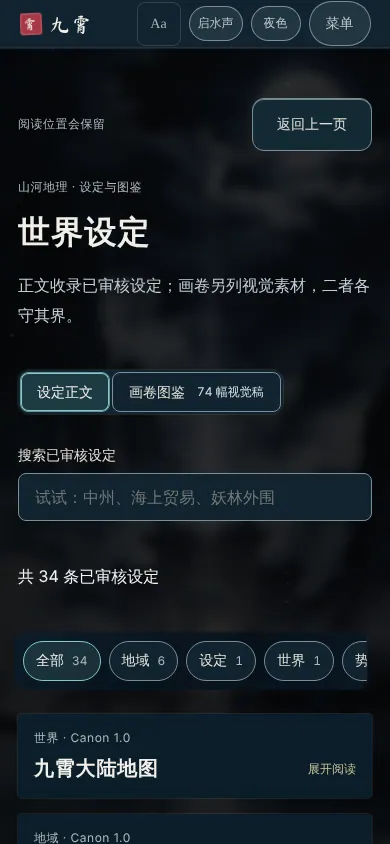 霄 九霄 Aa 启水声 夜色 菜单
阅读位置会保留 返回上一页
山河地理 · 设定与图鉴
世界设定
正文收录已审核设定；画卷另列视觉素材，二者各
守其界。
设定正文 画卷图鉴 74 幅视觉稿
搜索已审核设定
试试：中州、海上贸易、妖林外围
共 34 条已审核设定
全部 34 地域 6 设定 1 世界 1 势
世界 · Canon 1.0
九霄大陆地图 展开阅读
地域 · Canon 1.0